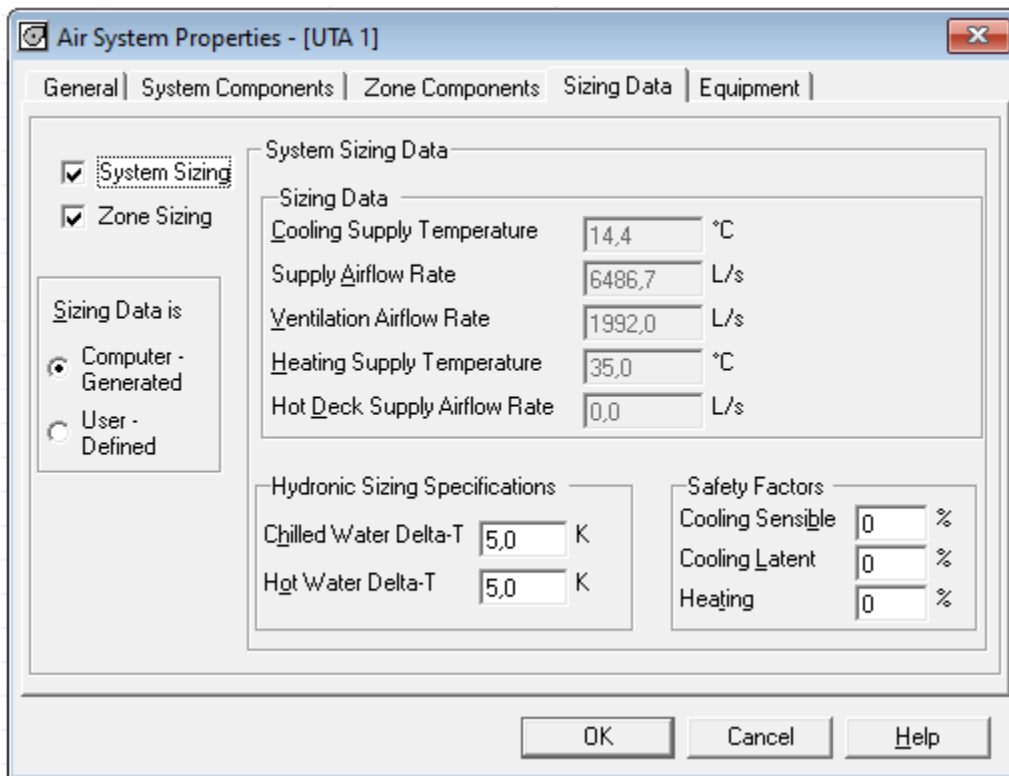 Air System Properties - [UTA 1]
General System Components Zone Components Sizing Data Equipment
System Sizing
Zone Sizing
Sizing Data is
Computer -
Generated
User -
Defined
System Sizing Data
Sizing Data
Cooling Supply Temperature 14,4 °C
Supply Airflow Rate 6486,7 L/s
Ventilation Airflow Rate 1992,0 L/s
Heating Supply Temperature 35,0 °C
Hot Deck Supply Airflow Rate 0,0 L/s
Hydronic Sizing Specifications
Chilled Water Delta-T 5,0 K
Hot Water Delta-T 5,0 K
Safety Factors
Cooling Sensible 0 %
Cooling Latent 0 %
Heating 0 %
OK Cancel Help